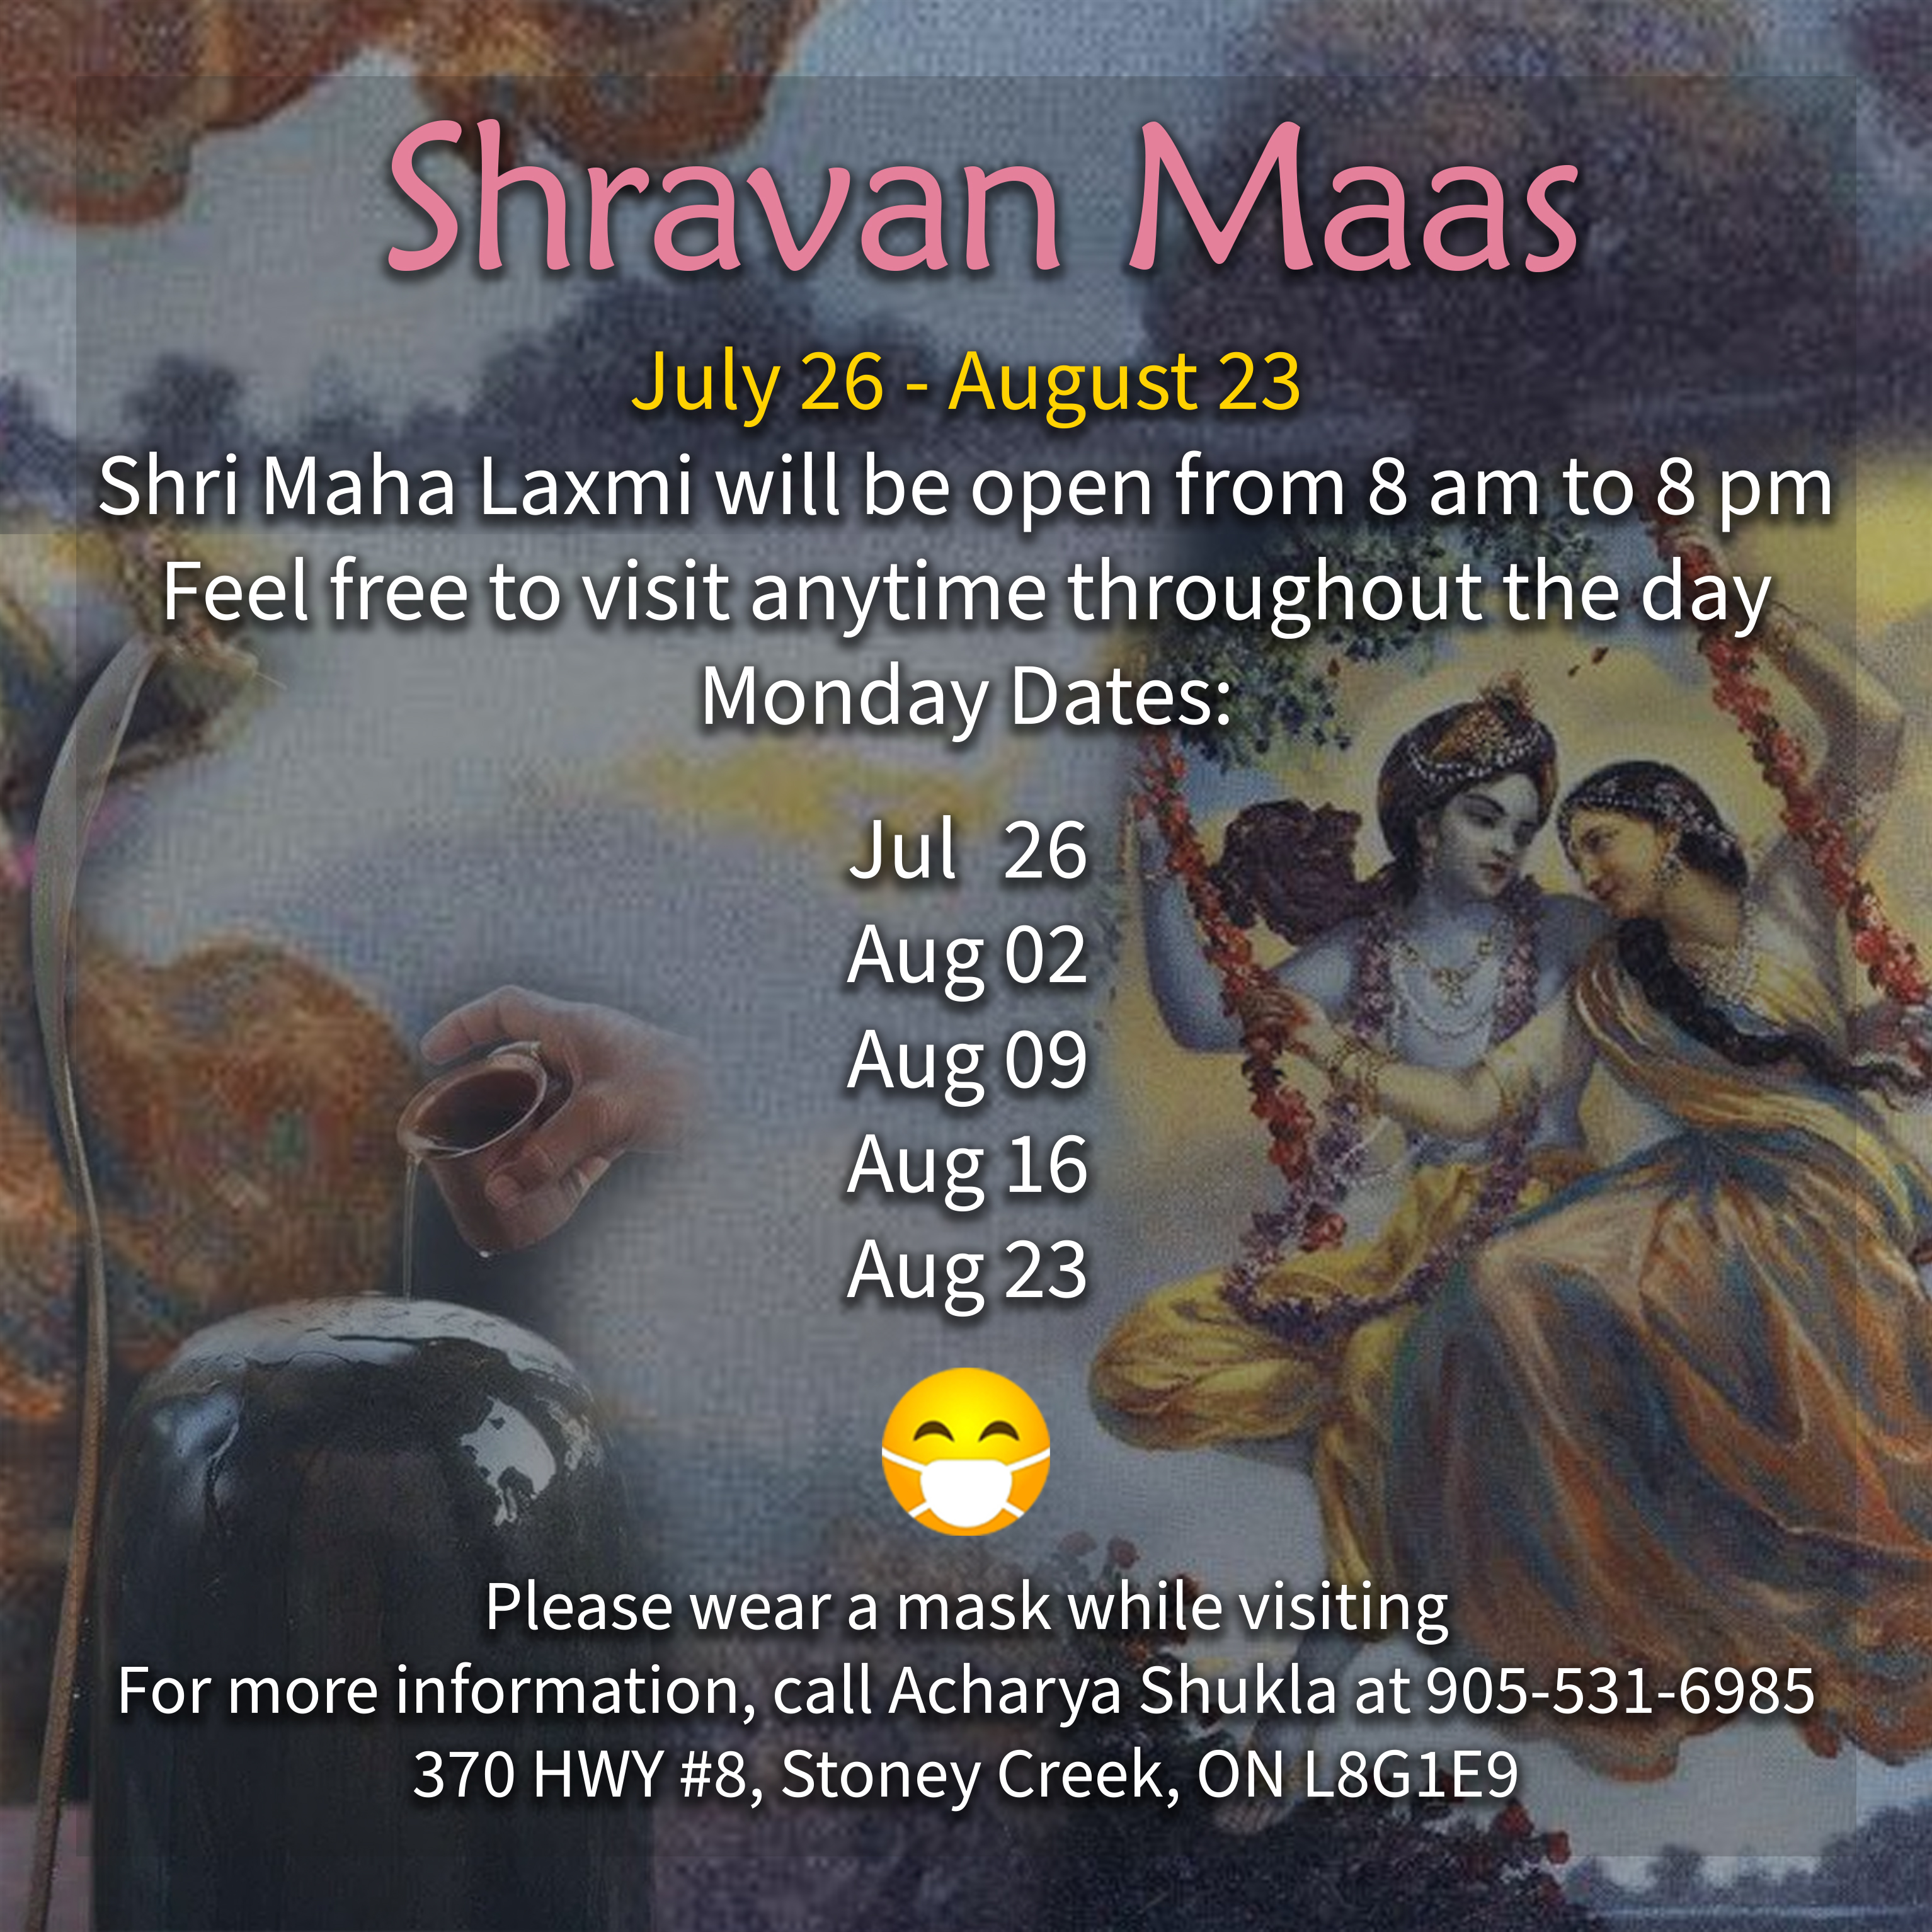 Shravan Maas
July 26 - August 23
Shri Maha Laxmi will be open from 8 am to 8 pm
Feel free to visit anytime throughout the day
Monday Dates:
Jul 26
Aug 02
Aug 09
Aug 16
Aug 23
Please wear a mask while visiting
For more information, call Acharya Shukla at 905-531-6985
370 HWY #8, Stoney Creek, ON L8G1E9